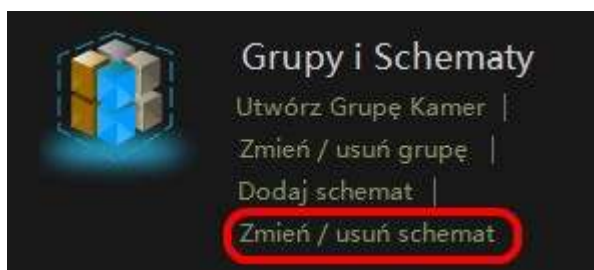 Grupy i Schematy
Utwórz Grupę Kamer |
Zmień / usuń grupę |
Dodaj schemat |
Zmień / usuń schemat